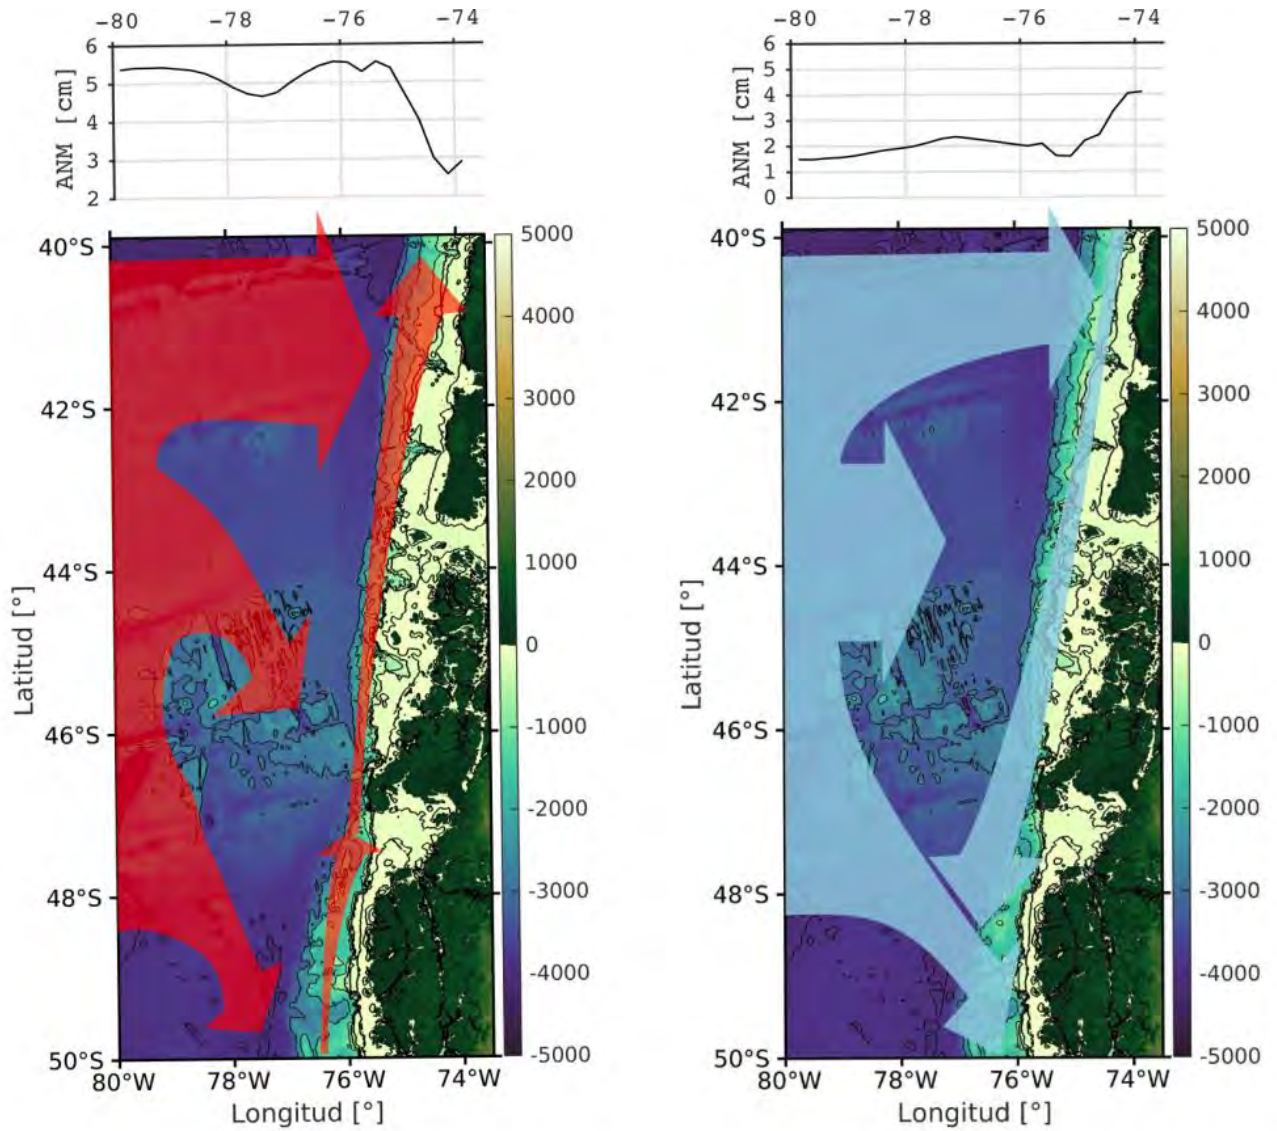 −80 −78 −76 −74
6
5
4
3
2
ANM [cm]
40°S
42°S
44°S
46°S
48°S
50°S
Latitud [°]
80°W 78°W 76°W 74°W
Longitud [°]
5000
4000
3000
2000
1000
0
-1000
-2000
-3000
-4000
-5000
−80 −78 −76 −74
6
5
4
3
2
1
0
ANM [cm]
40°S
42°S
44°S
46°S
48°S
50°S
Latitud [°]
80°W 78°W 76°W 74°W
Longitud [°]
5000
4000
3000
2000
1000
0
-1000
-2000
-3000
-4000
-5000